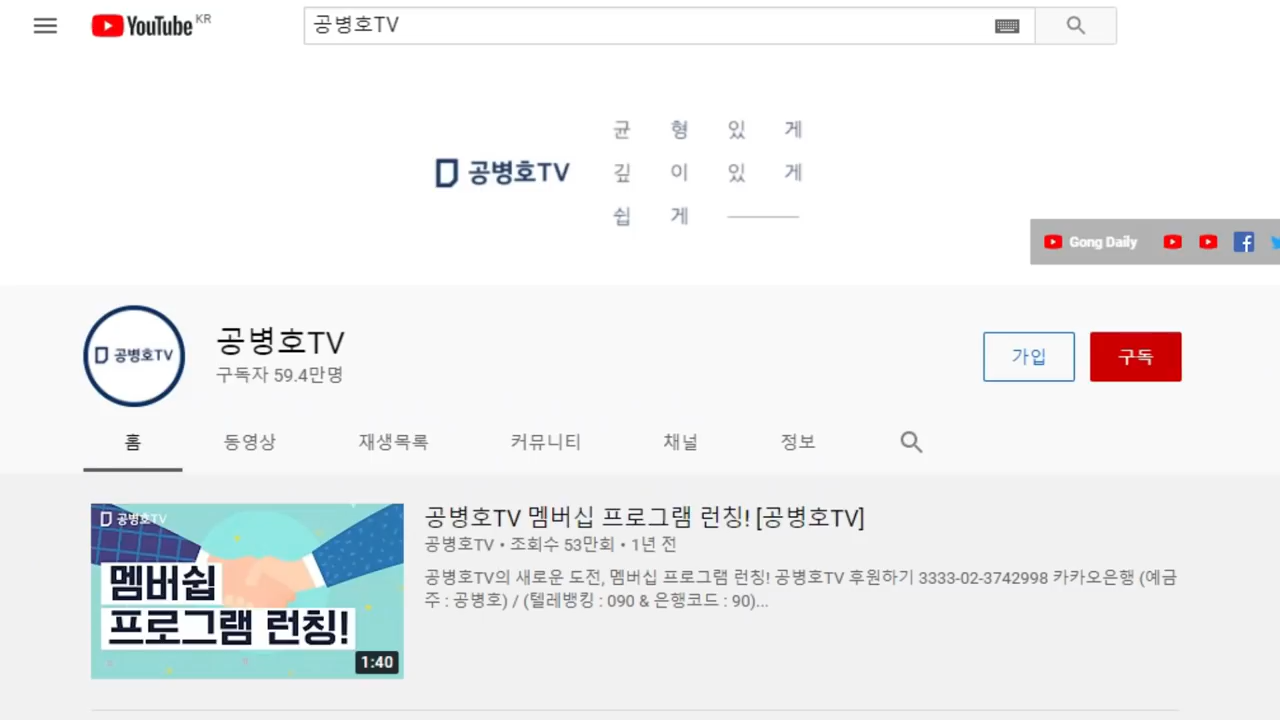 YouTube KR
공병호TV
균 형 있 게
공병호TV
깊 이 있 게
쉽 게
Gong Daily
공병호TV
공병호TV
구독자 59.4만명
가입
구독
홈
동영상
재생목록
커뮤니티
채널
정보
공병호TV
멤버쉽
프로그램 런칭!
1:40
공병호TV 멤버십 프로그램 런칭! [공병호TV]
공병호TV • 조회수 53만회 • 1년 전
공병호TV의 새로운 도전, 멤버십 프로그램 런칭! 공병호TV 후원하기 3333-02-3742998 카카오은행 (예금
주 : 공병호) / (텔레뱅킹 : 090 & 은행코드 : 90)...